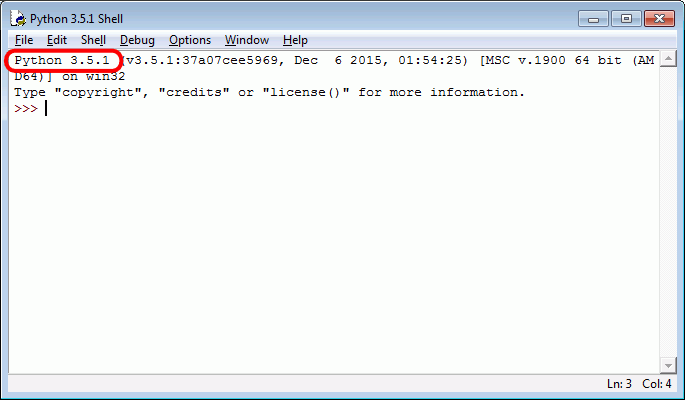 Python 3.5.1 Shell
File Edit Shell Debug Options Window Help
Python 3.5.1 (v3.5.1:37a07cee5969, Dec  6 2015, 01:54:25) [MSC v.1900 64 bit (AM
D64)] on win32
Type "copyright", "credits" or "license()" for more information.
>>>
Ln: 3 Col: 4